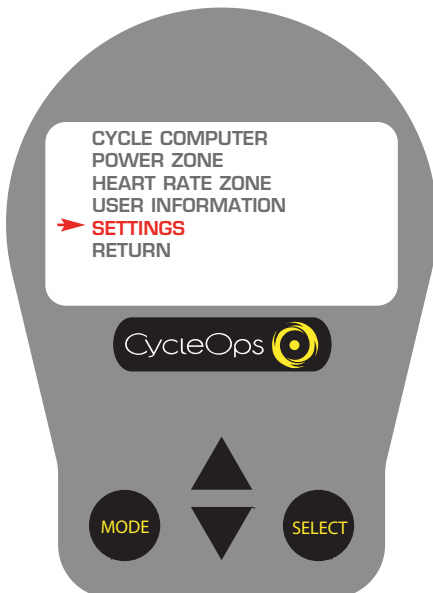 CYCLE COMPUTER
POWER ZONE
HEART RATE ZONE
USER INFORMATION
SETTINGS
RETURN
CycleOps
MODE
SELECT